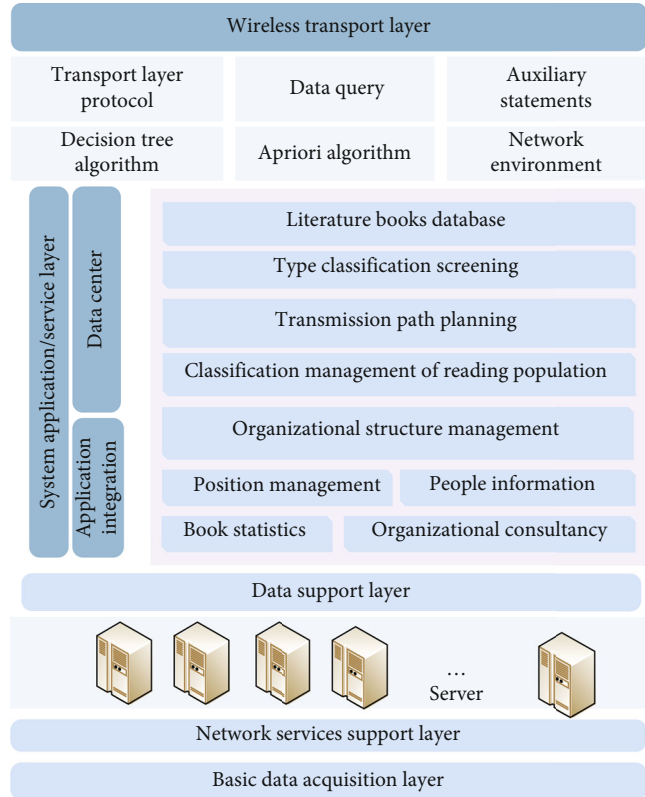 Wireless transport layer
Transport layer
protocol
Data query
Auxiliary
statements
Decision tree
algorithm
Apriori algorithm
Network
environment
System application/service layer
Data center
Application
integration
Literature books database
Type classification screening
Transmission path planning
Classification management of reading population
Organizational structure management
Position management
People information
Book statistics
Organizational consultancy
Data support layer
...
Server
Network services support layer
Basic data acquisition layer